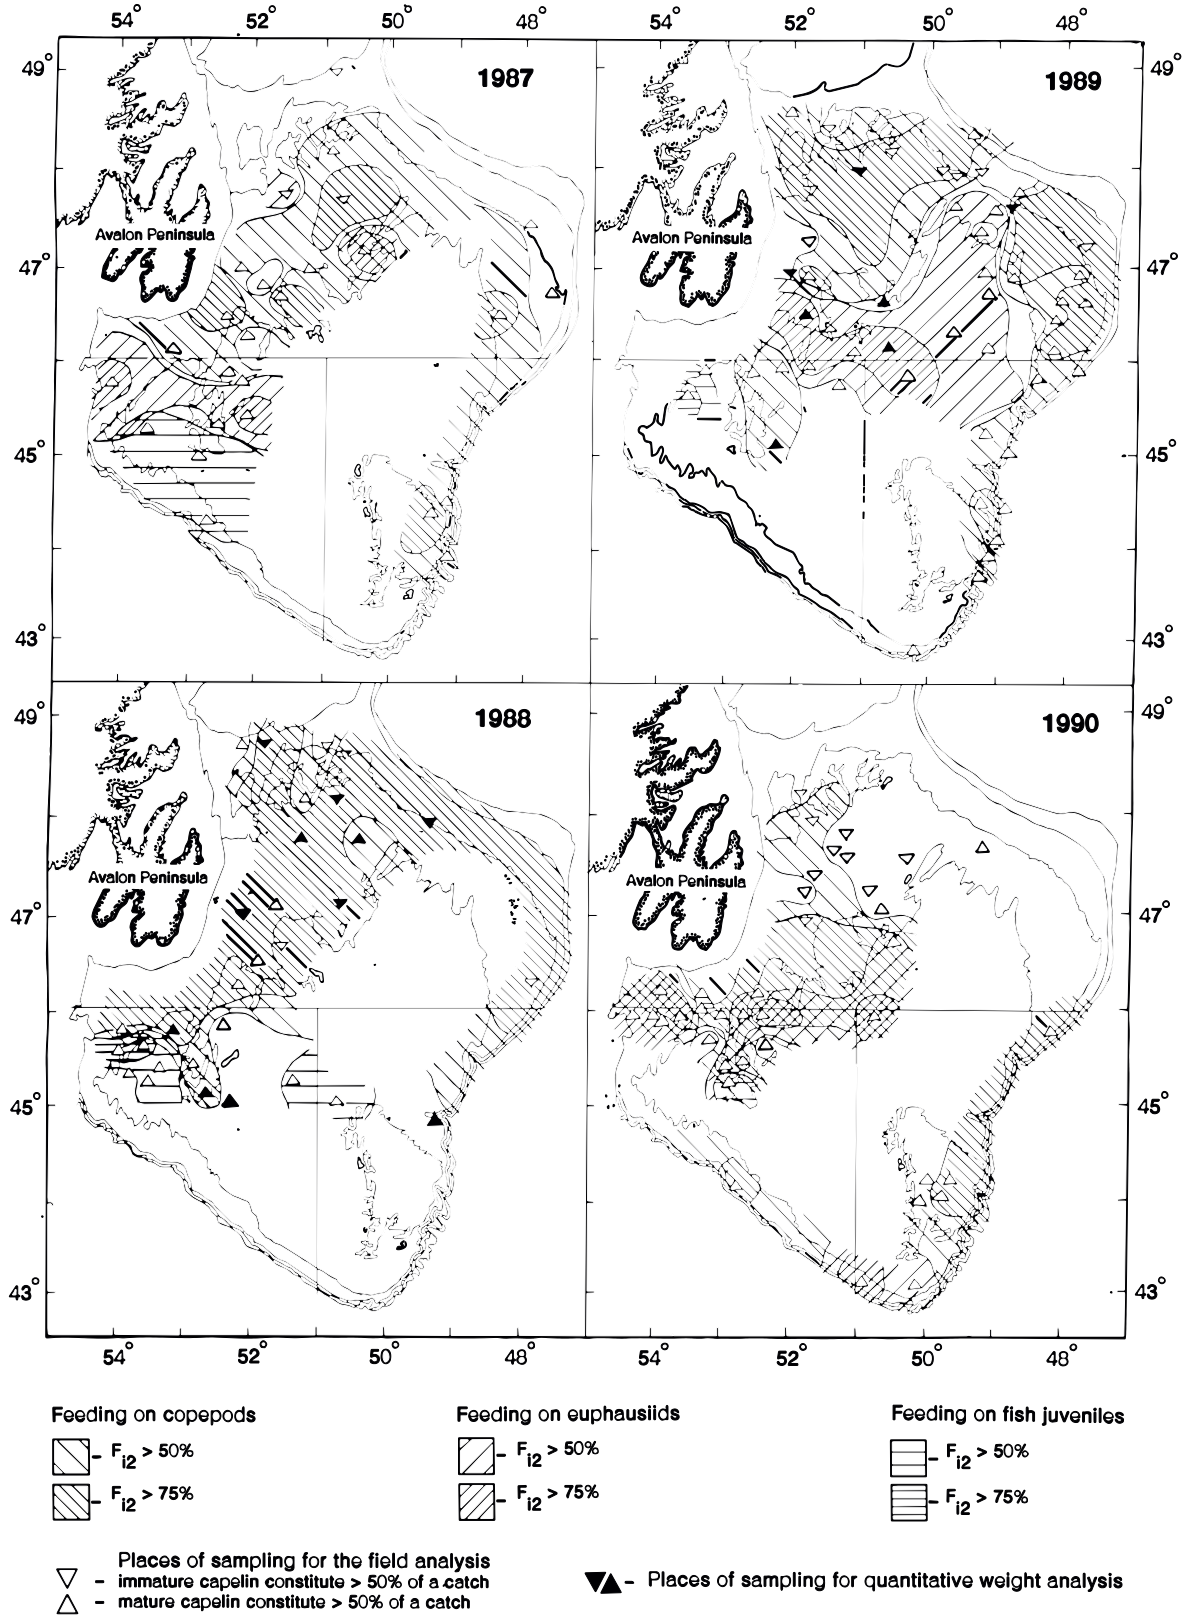 54° 52° 50° 48° 54° 52° 50° 48°
49° 1987 1989 49°
Avalon Peninsula Avalon Peninsula
47° 47°
45° 45°
43° 43°
49° 1988 1990 49°
Avalon Peninsula Avalon Peninsula
47° 47°
45° 45°
43° 43°
54° 52° 50° 48° 54° 52° 50° 48°
Feeding on copepods Feeding on euphausiids Feeding on fish juveniles
- Fi2 > 50% - Fi2 > 50% - Fi2 > 50%
- Fi2 > 75% - Fi2 > 75% - Fi2 > 75%
Places of sampling for the field analysis
- immature capelin constitute > 50% of a catch
- mature capelin constitute > 50% of a catch
- Places of sampling for quantitative weight analysis